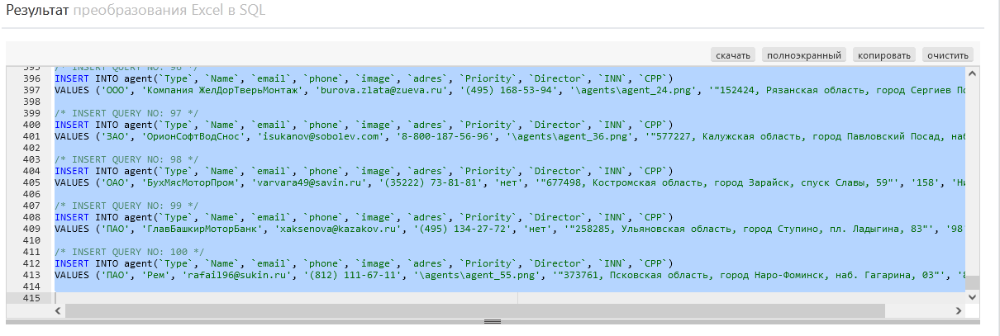 Результат преобразования Excel в SQL
скачать полноэкранный копировать очистить
395 /* INSERT QUERY NO: 96 */
396 INSERT INTO agent(`Type`, `Name`, `email`, `phone`, `image`, `adres`, `Priority`, `Director`, `INN`, `CPP`)
397 VALUES ('ООО', 'Компания ЖелДорТверьМонтаж', 'burova.zlata@zueva.ru', '(495) 168-53-94', '\agents\agent_24.png', '"152424, Рязанская область, город Сергиев
398
399 /* INSERT QUERY NO: 97 */
400 INSERT INTO agent(`Type`, `Name`, `email`, `phone`, `image`, `adres`, `Priority`, `Director`, `INN`, `CPP`)
401 VALUES ('ЗАО', 'ОрионСофтВодСнос', 'isukanov@sobolev.com', '8-800-187-56-96', '\agents\agent_36.png', '"577227, Калужская область, город Павловский Посад,
402
403 /* INSERT QUERY NO: 98 */
404 INSERT INTO agent(`Type`, `Name`, `email`, `phone`, `image`, `adres`, `Priority`, `Director`, `INN`, `CPP`)
405 VALUES ('ОАО', 'БухМясМоторПром', 'varvara49@savin.ru', '(35222) 73-81-81', 'нет', '"677498, Костромская область, город Зарайск, спуск Славы, 59"', '158',
406
407 /* INSERT QUERY NO: 99 */
408 INSERT INTO agent(`Type`, `Name`, `email`, `phone`, `image`, `adres`, `Priority`, `Director`, `INN`, `CPP`)
409 VALUES ('ПАО', 'ГлавБашкирМоторБанк', 'xaksenova@kazakov.ru', '(495) 134-27-72', 'нет', '"258285, Ульяновская область, город Ступино, пл. Ладыгина, 83"', '98
410
411 /* INSERT QUERY NO: 100 */
412 INSERT INTO agent(`Type`, `Name`, `email`, `phone`, `image`, `adres`, `Priority`, `Director`, `INN`, `CPP`)
413 VALUES ('ПАО', 'Рем', 'rafail96@sukin.ru', '(812) 111-67-11', '\agents\agent_55.png', '"373761, Псковская область, город Наро-Фоминск, наб. Гагарина, 03"',
414
415